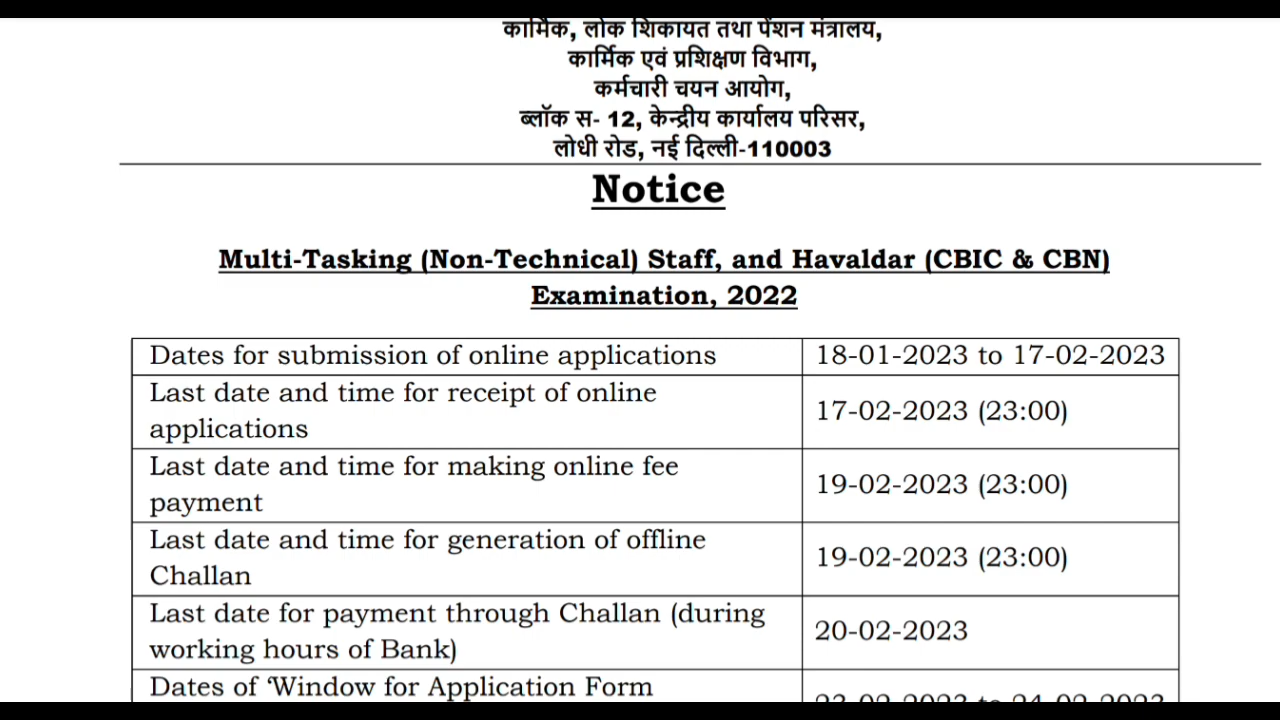 कार्मिक, लोक शिकायत तथा पेंशन मंत्रालय,
कार्मिक एवं प्रशिक्षण विभाग,
कर्मचारी चयन आयोग,
ब्लॉक स- 12, केन्द्रीय कार्यालय परिसर,
लोधी रोड, नई दिल्ली-110003
Notice
Multi-Tasking (Non-Technical) Staff, and Havaldar (CBIC & CBN)
Examination, 2022
Dates for submission of online applications 18-01-2023 to 17-02-2023
Last date and time for receipt of online
applications
17-02-2023 (23:00)
Last date and time for making online fee
payment
19-02-2023 (23:00)
Last date and time for generation of offline
Challan
19-02-2023 (23:00)
Last date for payment through Challan (during
working hours of Bank)
20-02-2023
Dates of ‘Window for Application Form